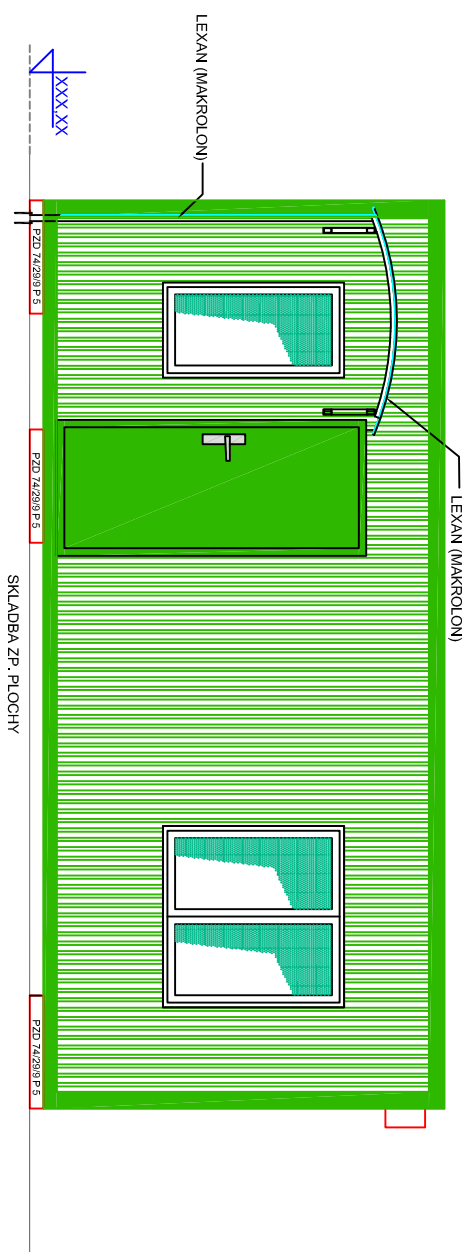 LEXAN (MAKROLON)
LEXAN (MAKROLON)
XXX,XX
PZD 74/29/9 P 5
PZD 74/29/9 P 5
PZD 74/29/9 P 5
SKLADBA ZP. PLOCHY